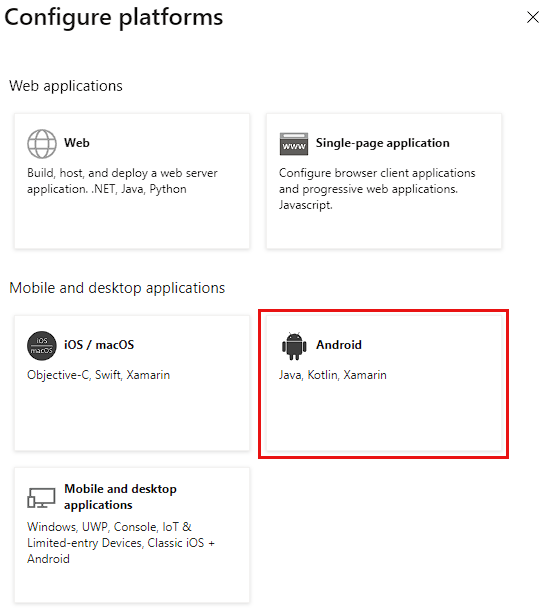 Configure platforms
Web applications
Web
Build, host, and deploy a web server
application. .NET, Java, Python
www
Single-page application
Configure browser client applications
and progressive web applications.
Javascript.
Mobile and desktop applications
iOS
macOS
iOS / macOS
Objective-C, Swift, Xamarin
Android
Java, Kotlin, Xamarin
Mobile and desktop
applications
Windows, UWP, Console, IoT &
Limited-entry Devices, Classic iOS +
Android